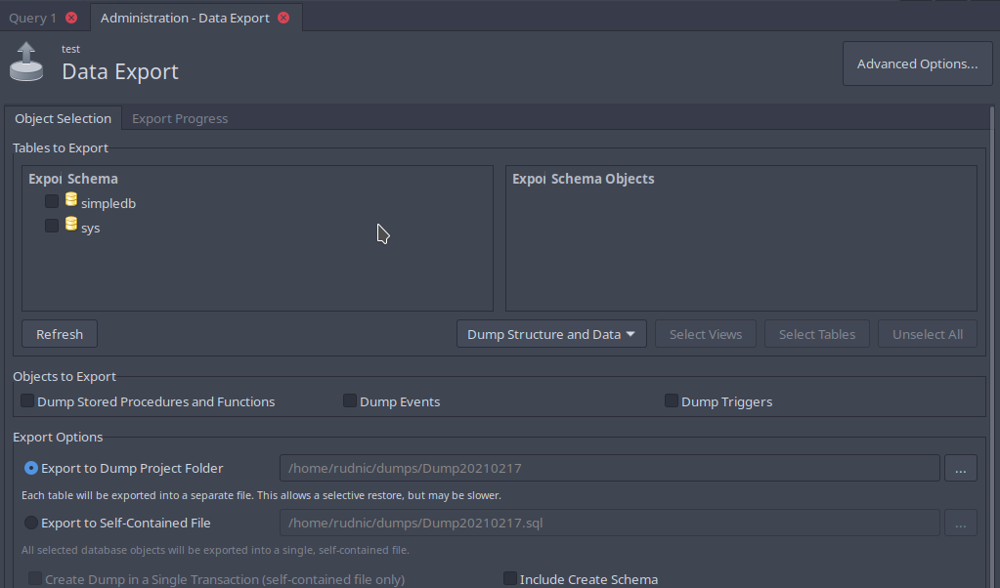 Query 1
Administration - Data Export
test
Data Export
Advanced Options...
Object Selection
Export Progress
Tables to Export
Expor Schema
simpledb
sys
Expor Schema Objects
Refresh
Dump Structure and Data
Select Views
Select Tables
Unselect All
Objects to Export
Dump Stored Procedures and Functions
Dump Events
Dump Triggers
Export Options
Export to Dump Project Folder
/home/rudnic/dumps/Dump20210217
...
Each table will be exported into a separate file. This allows a selective restore, but may be slower.
Export to Self-Contained File
/home/rudnic/dumps/Dump20210217.sql
...
All selected database objects will be exported into a single, self-contained file.
Create Dump in a Single Transaction (self-contained file only)
Include Create Schema